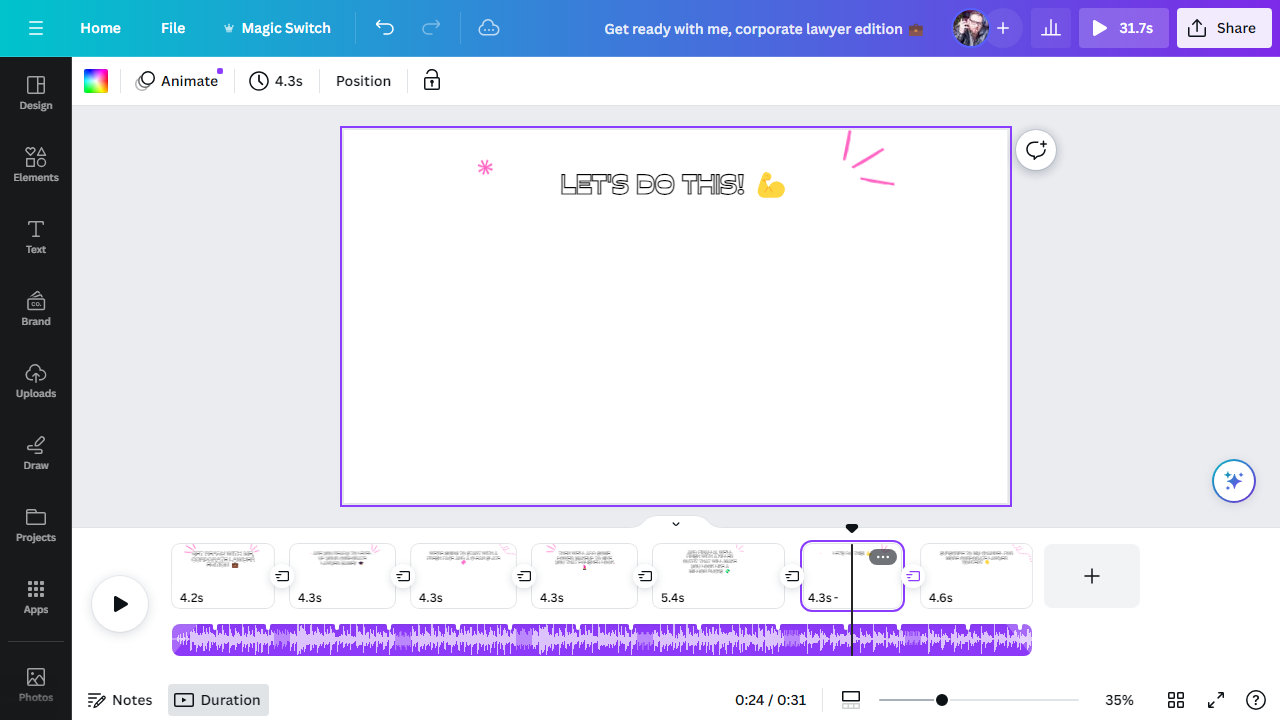 Home
File
Magic Switch
Get ready with me, corporate lawyer edition 💼
31.7s
Share
Animate
4.3s
Position
Design
Elements
Text
CO.
Brand
Uploads
Draw
Projects
Apps
Photos
LET'S DO THIS! 💪
4.2s
4.3s
4.3s
4.3s
5.4s
4.3s
4.6s
Notes
Duration
0:24 / 0:31
35%